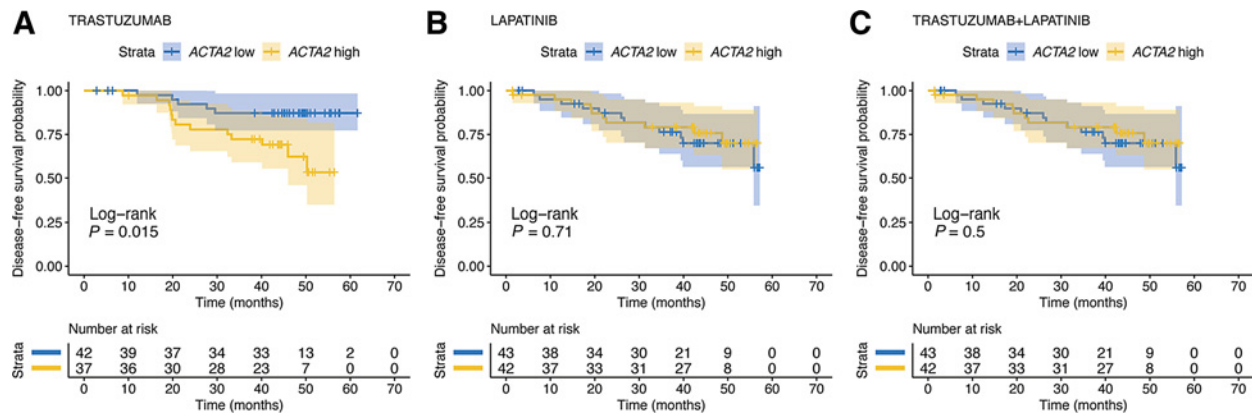 A TRASTUZUMAB
Strata ACTA2 low ACTA2 high
Disease–free survival probability
1.00
0.75
0.50
0.25
0.00
Log–rank
P = 0.015
0 10 20 30 40 50 60 70
Time (months)
Number at risk
Strata
42 39 37 34 33 13 2 0
37 36 30 28 23 7 0 0
0 10 20 30 40 50 60 70
Time (months)
B LAPATINIB
Strata ACTA2 low ACTA2 high
Disease–free survival probability
1.00
0.75
0.50
0.25
0.00
Log–rank
P = 0.71
0 10 20 30 40 50 60 70
Time (months)
Number at risk
Strata
43 38 34 30 21 9 0 0
42 37 33 31 27 8 0 0
0 10 20 30 40 50 60 70
Time (months)
C TRASTUZUMAB+LAPATINIB
Strata ACTA2 low ACTA2 high
Disease–free survival probability
1.00
0.75
0.50
0.25
0.00
Log–rank
P = 0.5
0 10 20 30 40 50 60 70
Time (months)
Number at risk
Strata
43 38 34 30 21 9 0 0
42 37 33 31 27 8 0 0
0 10 20 30 40 50 60 70
Time (months)